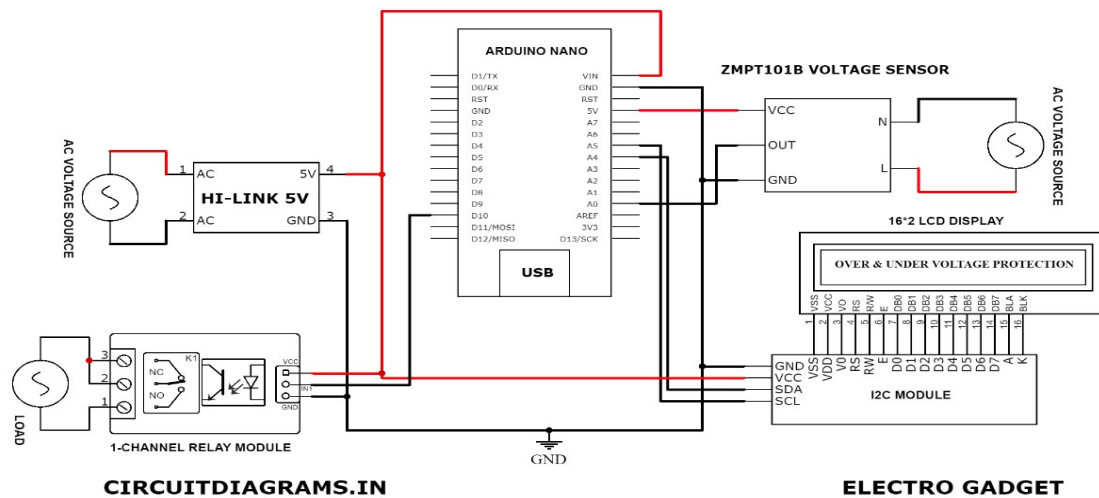 ARDUINO NANO
D1/TX
D0/RX
RST
GND
D2
D3
D4
D5
D6
D7
D8
D9
D10
D11/MOSI
D12/MISO
VIN
GND
RST
5V
A7
A6
A5
A4
A3
A2
A1
A0
AREF
3V3
D13/SCK
USB
ZMPT101B VOLTAGE SENSOR
VCC
OUT
GND
N
L
AC VOLTAGE SOURCE
AC VOLTAGE SOURCE
1
2
AC
AC
HI-LINK 5V
5V
GND
4
3
16*2 LCD DISPLAY
OVER & UNDER VOLTAGE PROTECTION
VSS
VCC
VO
RS
R/W
E
DB0
DB1
DB2
DB3
DB4
DB5
DB6
DB7
BLA
BLK
1
2
3
4
5
6
7
8
9
10
11
12
13
14
15
16
VSS
VDD
V0
RK
RW
E
D0
D1
D2
D3
D4
D5
D6
D7
A
K
GND
VCC
SDA
SCL
I2C MODULE
LOAD
3
2
1
K1
NC
NO
VCC
IN1
GND
1-CHANNEL RELAY MODULE
GND
CIRCUITDIAGRAMS.IN
ELECTRO GADGET